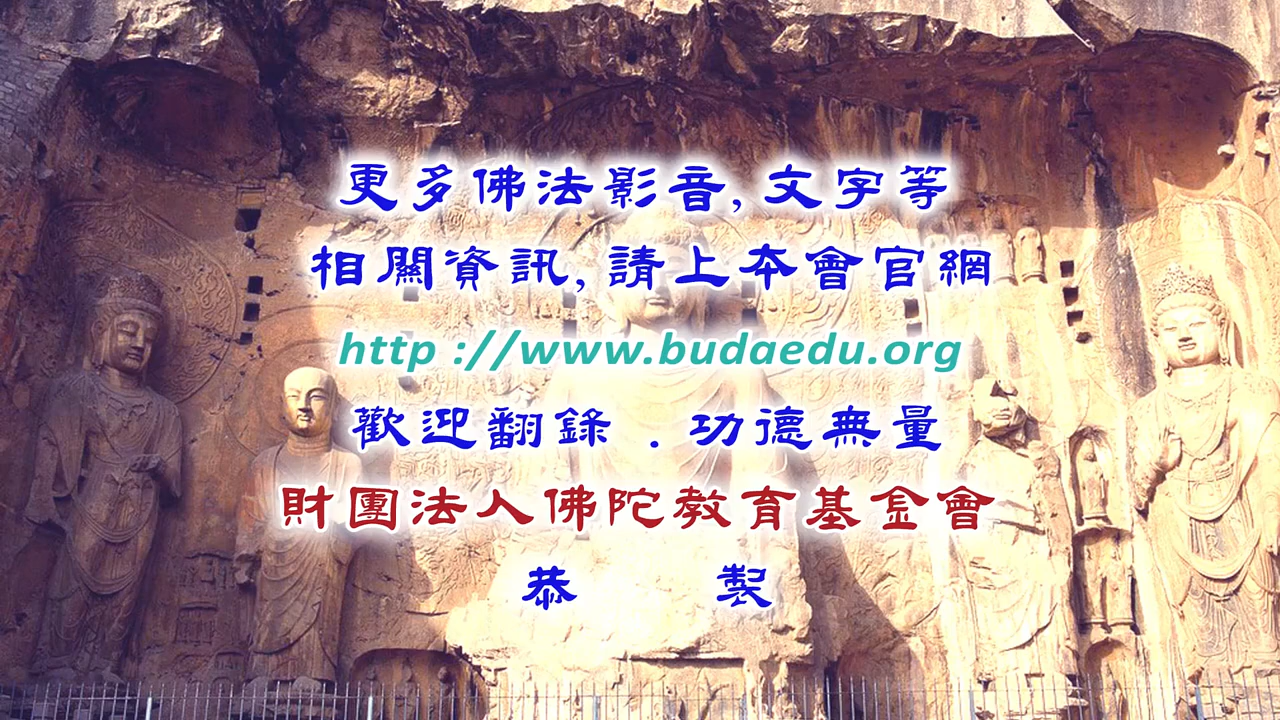 更多佛法影音,文字等
相關資訊,請上本會官網
http ://www.budaedu.org
歡迎翻錄 .功德無量
財團法人佛陀教育基金會
恭 製